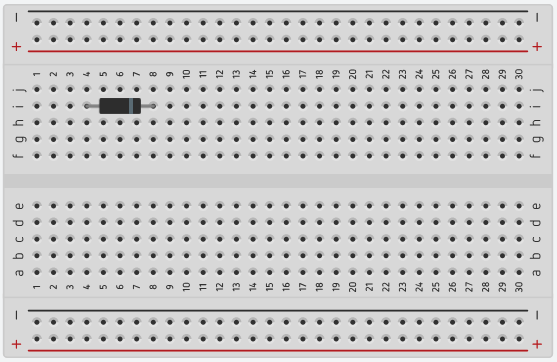 − −
+ +
1 2 3 4 5 6 7 8 9 10 11 12 13 14 15 16 17 18 19 20 21 22 23 24 25 26 27 28 29 30
j j
i i
h h
g g
f f
e e
d d
c c
b b
a a
1 2 3 4 5 6 7 8 9 10 11 12 13 14 15 16 17 18 19 20 21 22 23 24 25 26 27 28 29 30
− −
+ +